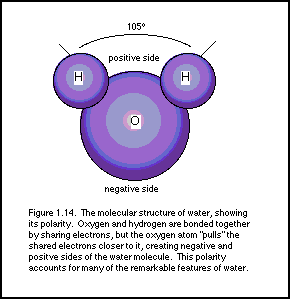 105°
positive side
H
H
O
negative side
Figure 1.14. The molecular structure of water, showing
its polarity. Oxygen and hydrogen are bonded together
by sharing electrons, but the oxygen atom "pulls" the
shared electrons closer to it, creating negative and
positve sides of the water molecule. This polarity
accounts for many of the remarkable features of water.